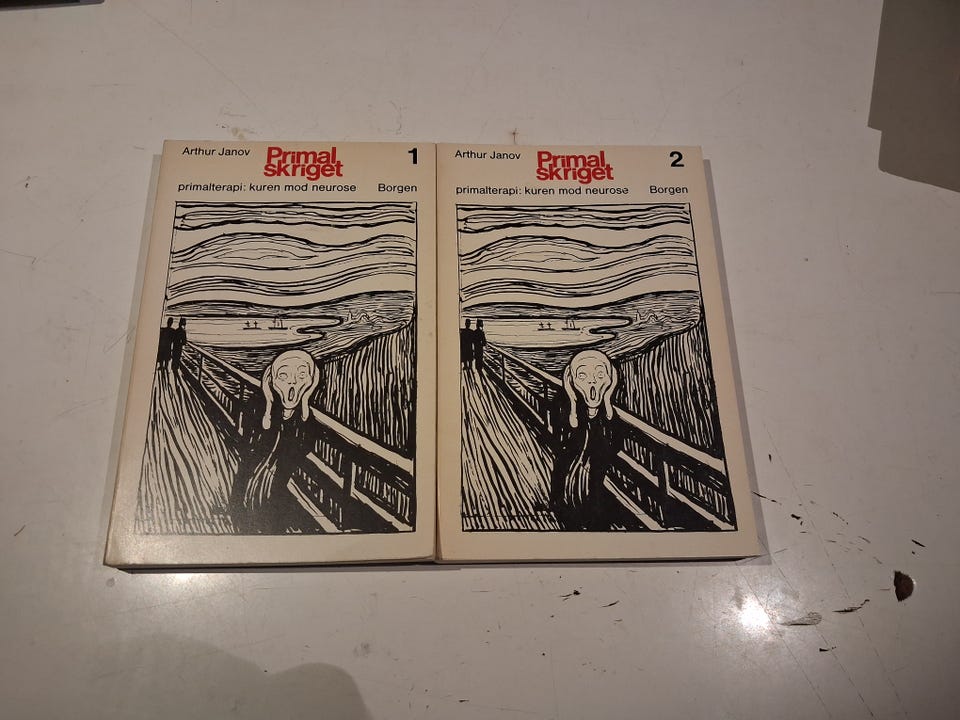 Arthur Janov
Primal
skriget
1
primalterapi: kuren mod neurose
Borgen
Arthur Janov
Primal
skriget
2
primalterapi: kuren mod neurose
Borgen